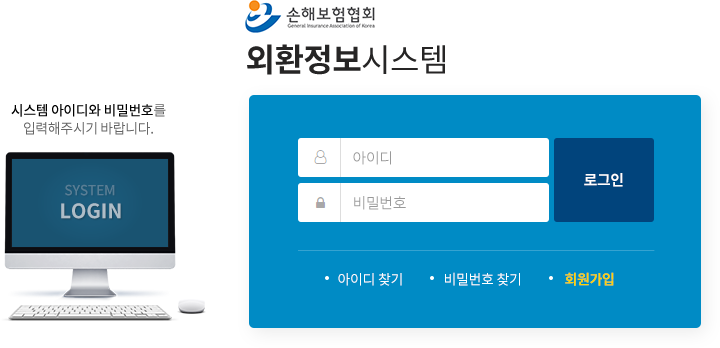 손해보험협회
General Insurance Association of Korea
외환정보시스템
시스템 아이디와 비밀번호를
입력해주시기 바랍니다.
SYSTEM
LOGIN
아이디
비밀번호
로그인
• 아이디 찾기 • 비밀번호 찾기 • 회원가입